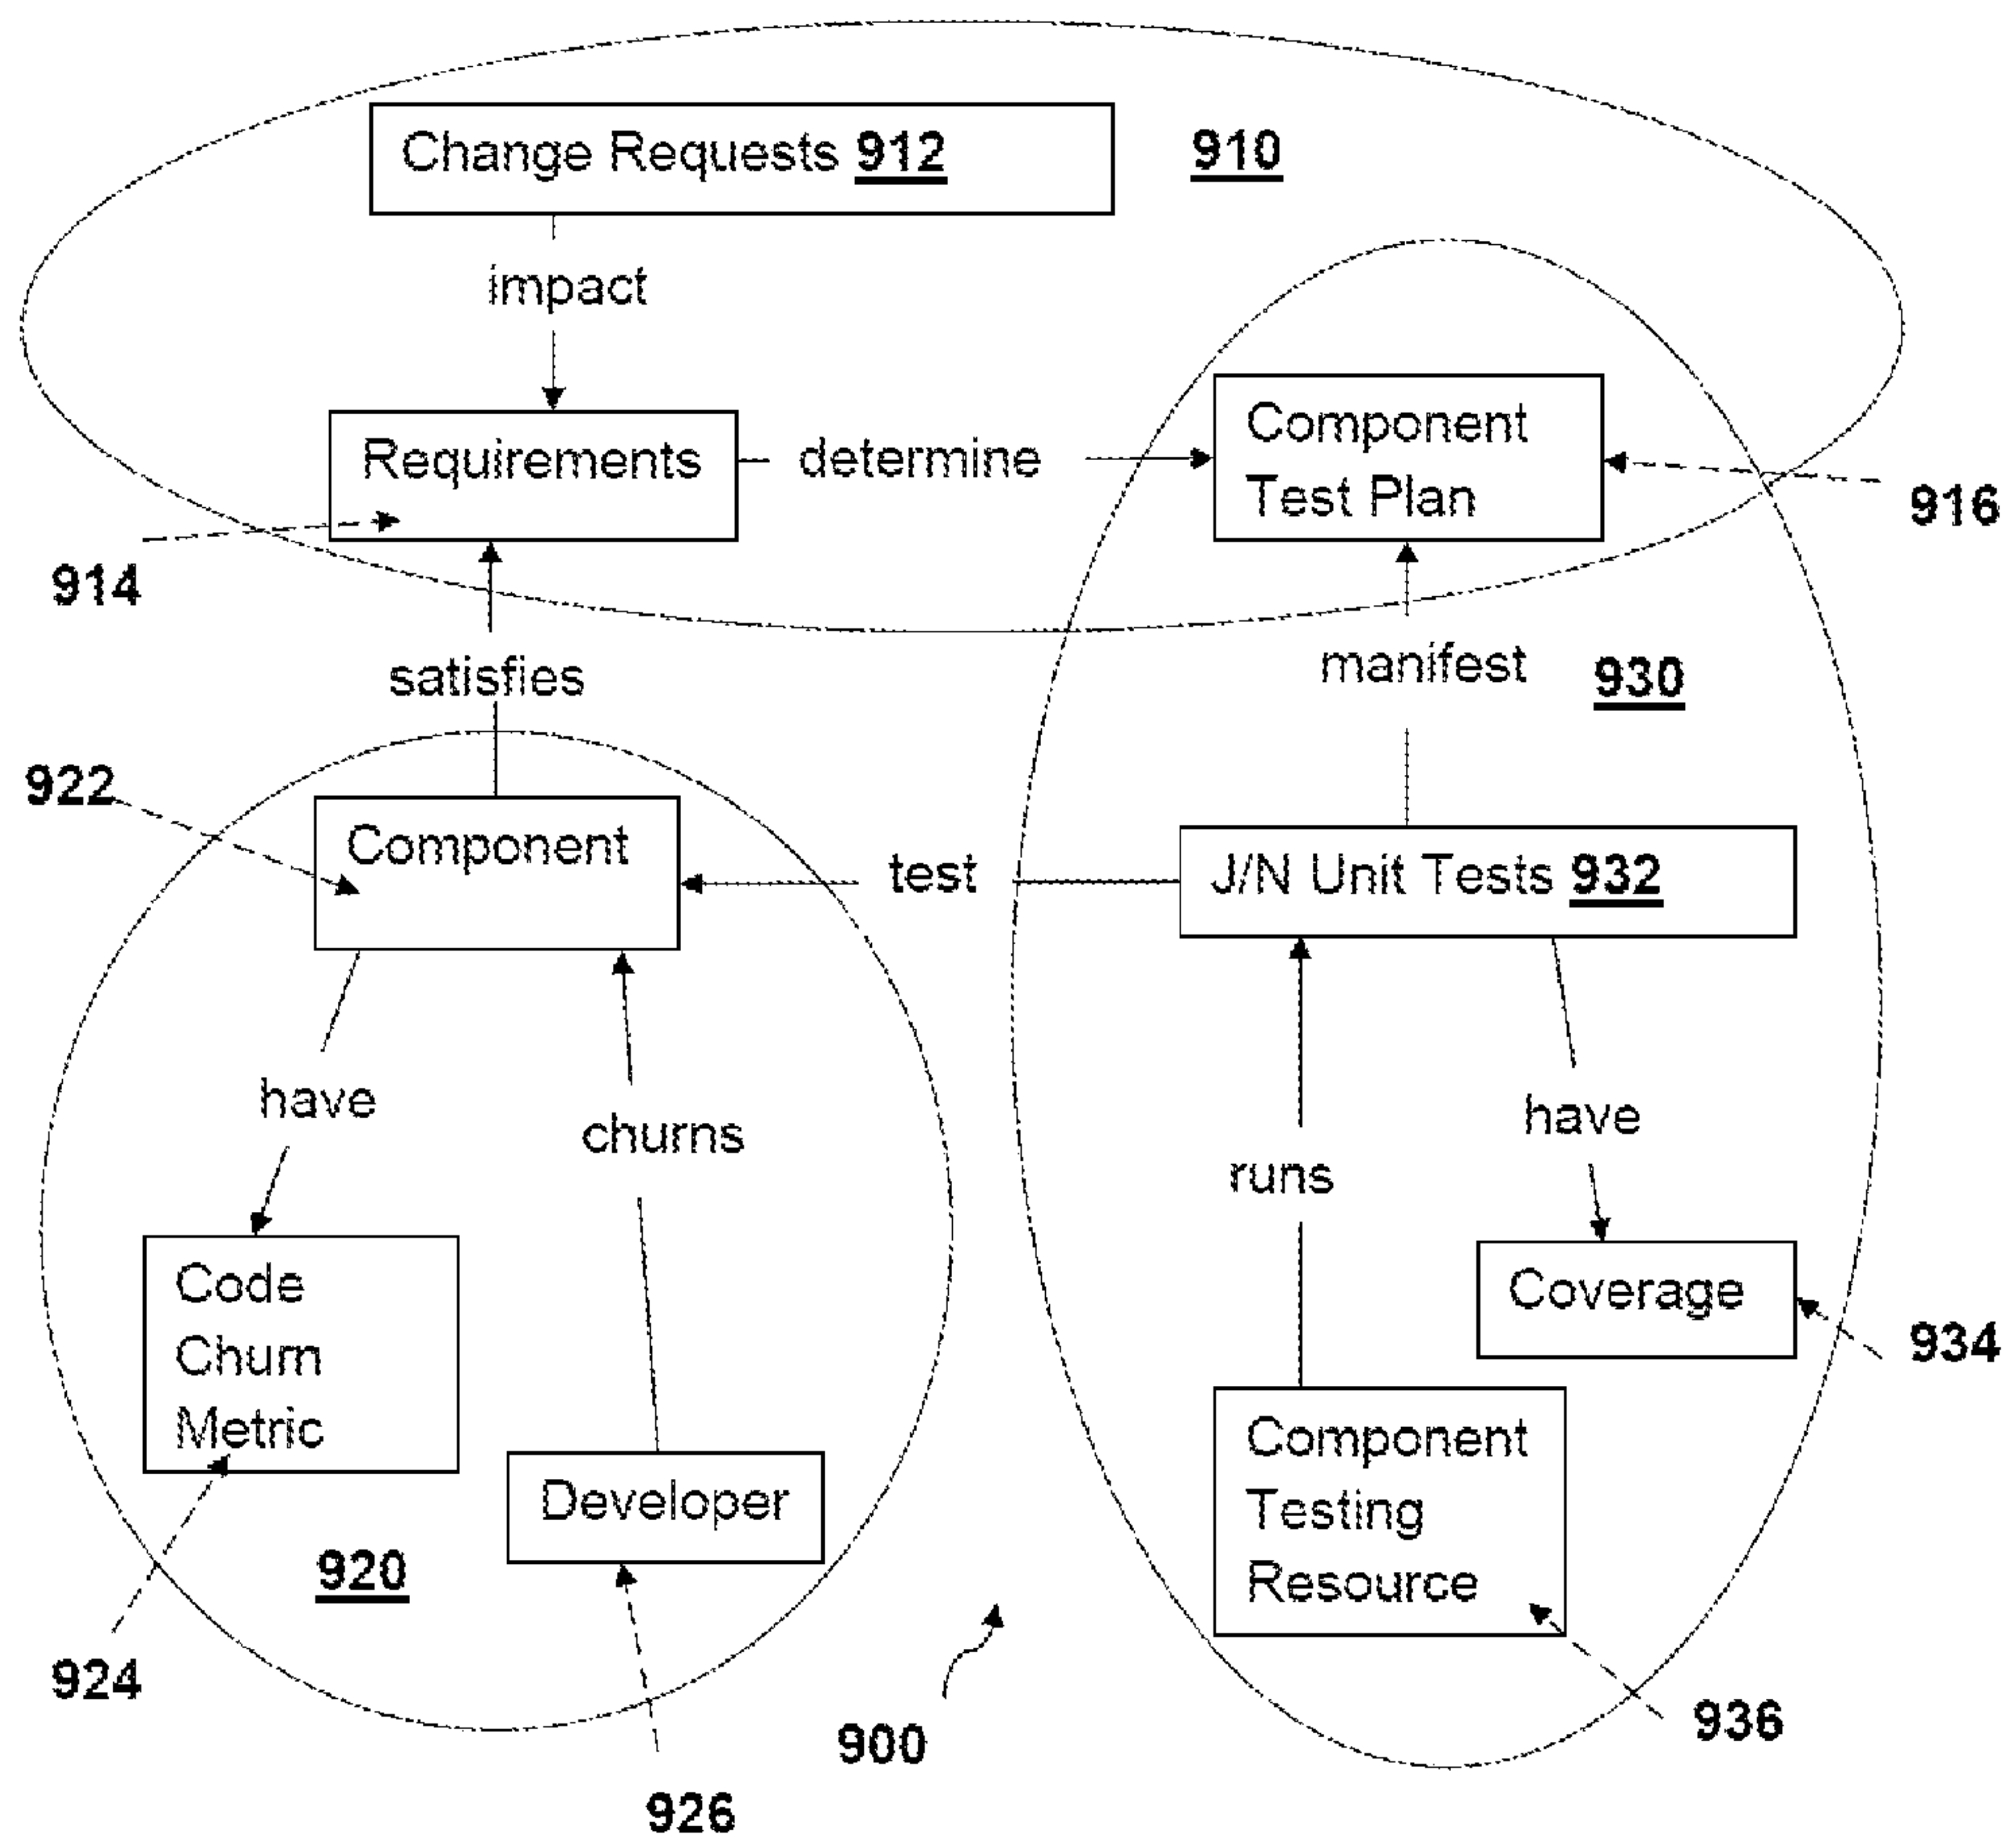 Change Requests 912
910
impact
Requirements
determine
Component
Test Plan
916
914
satisfies
manifest
930
922
Component
test
J/N Unit Tests 932
have
churns
have
runs
Code
Churn
Metric
Coverage
934
Developer
Component
Testing
Resource
920
924
900
936
926